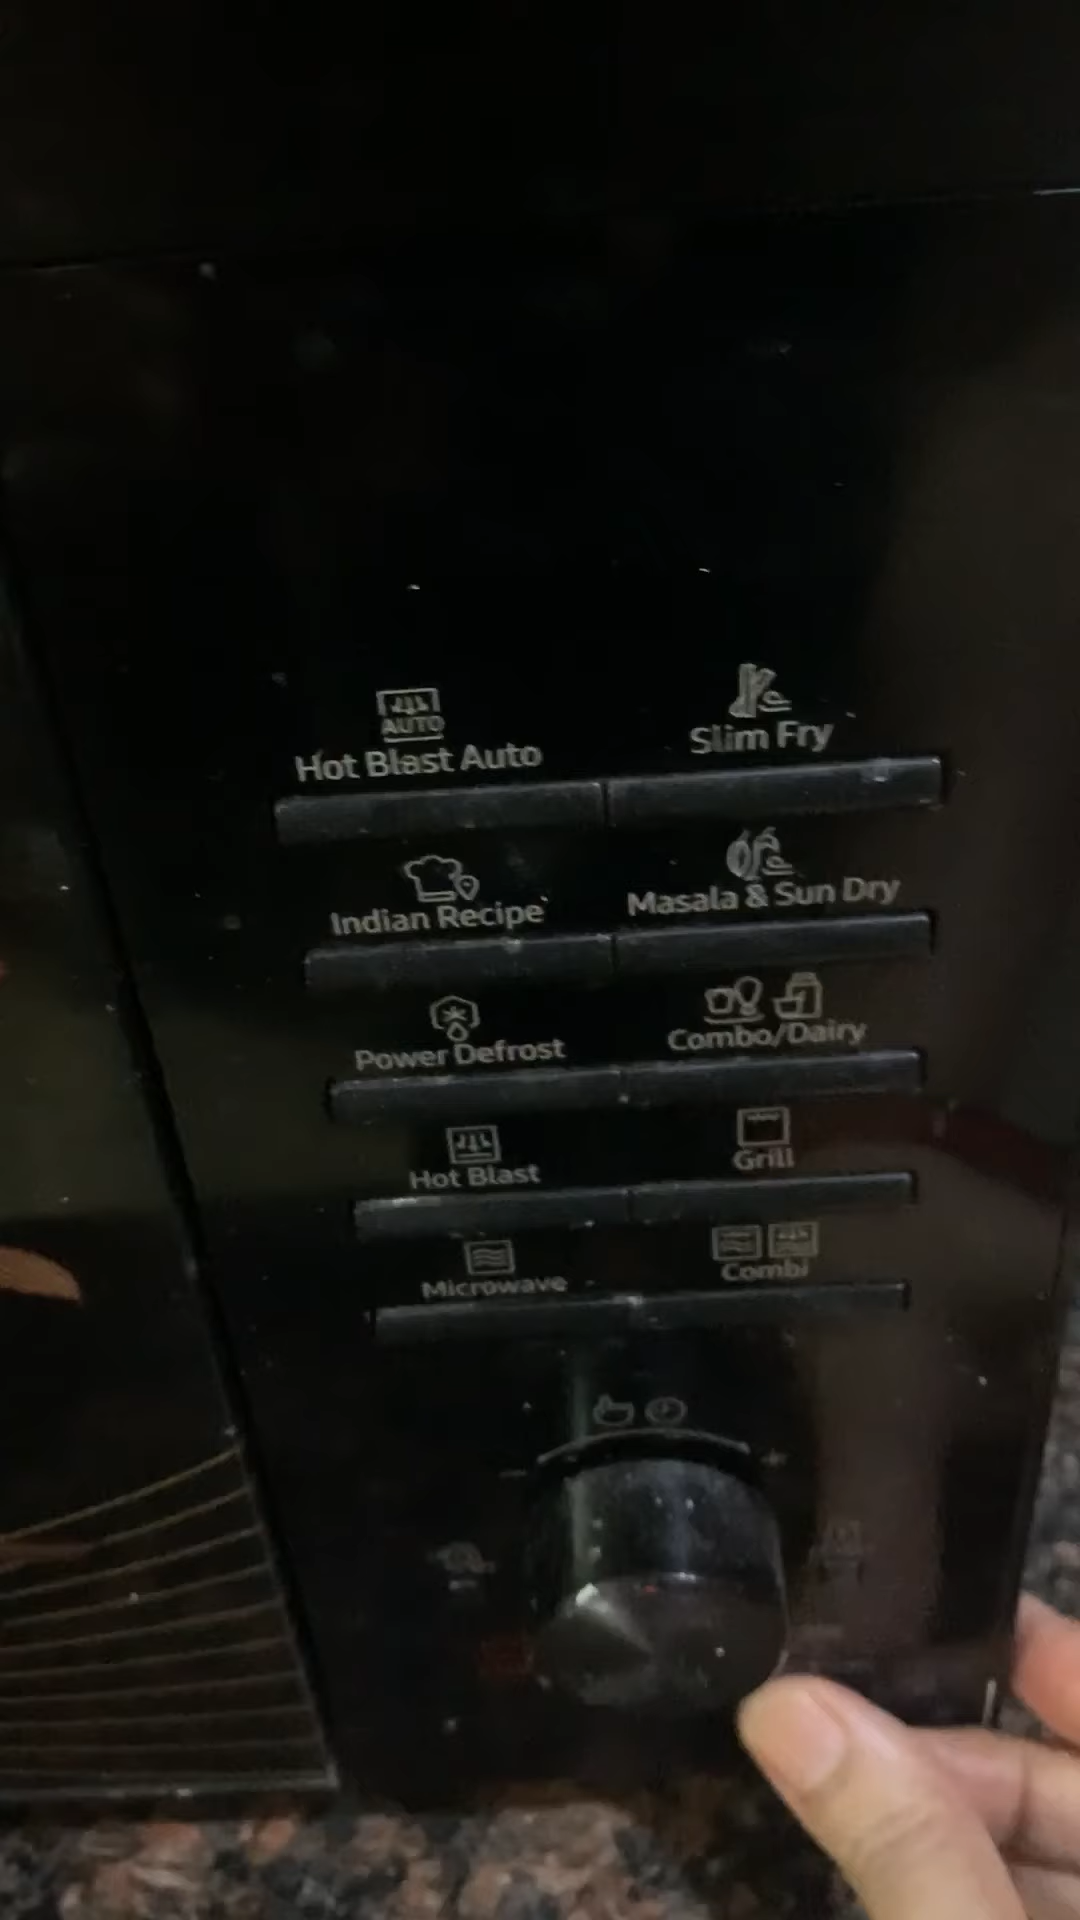 AUTO
Hot Blast Auto
Slim Fry
Indian Recipe
Masala & Sun Dry
Power Defrost
Combo/Dairy
Hot Blast
Grill
Microwave
Combi
- +